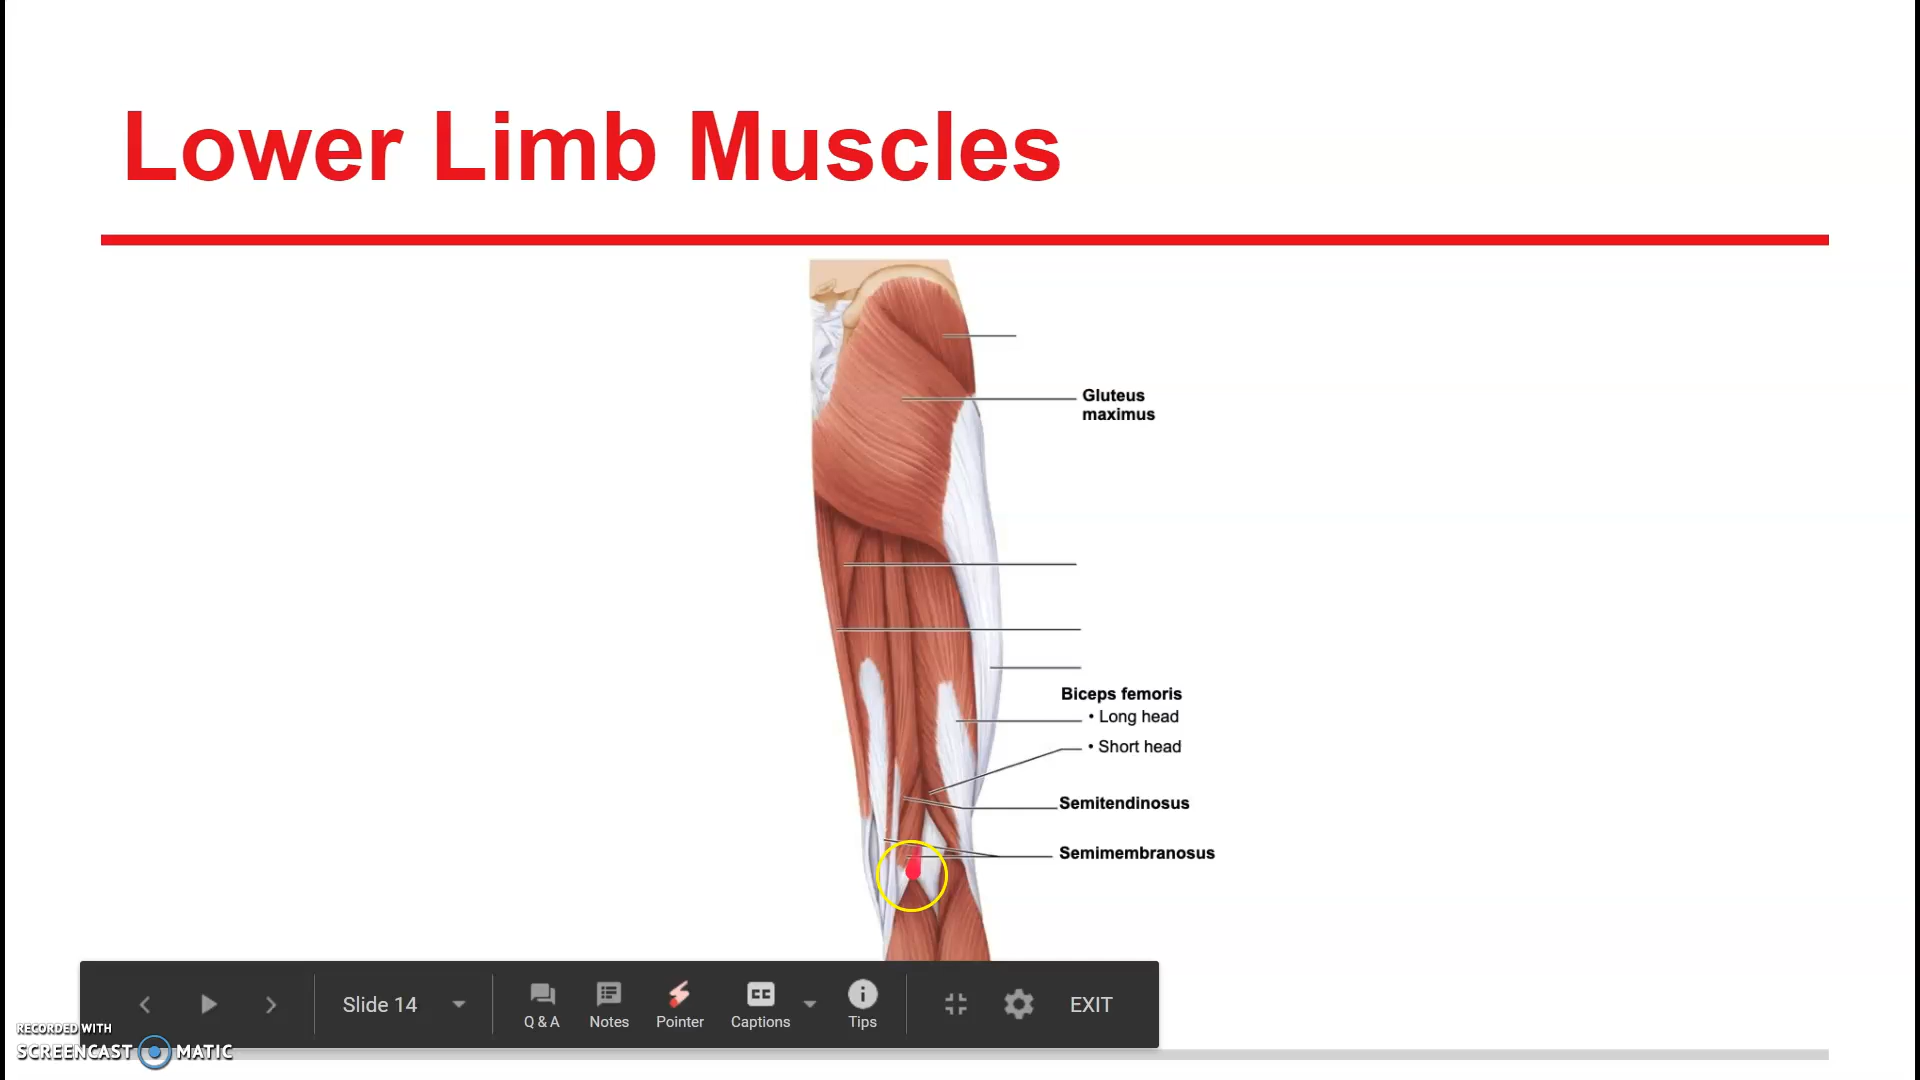 Lower Limb Muscles
Gluteus
maximus
Biceps femoris
• Long head
• Short head
Semitendinosus
Semimembranosus
Slide 14
Q & A
Notes
Pointer
CC
Captions
Tips
EXIT
RECORDED WITH
SCREENCAST MATIC